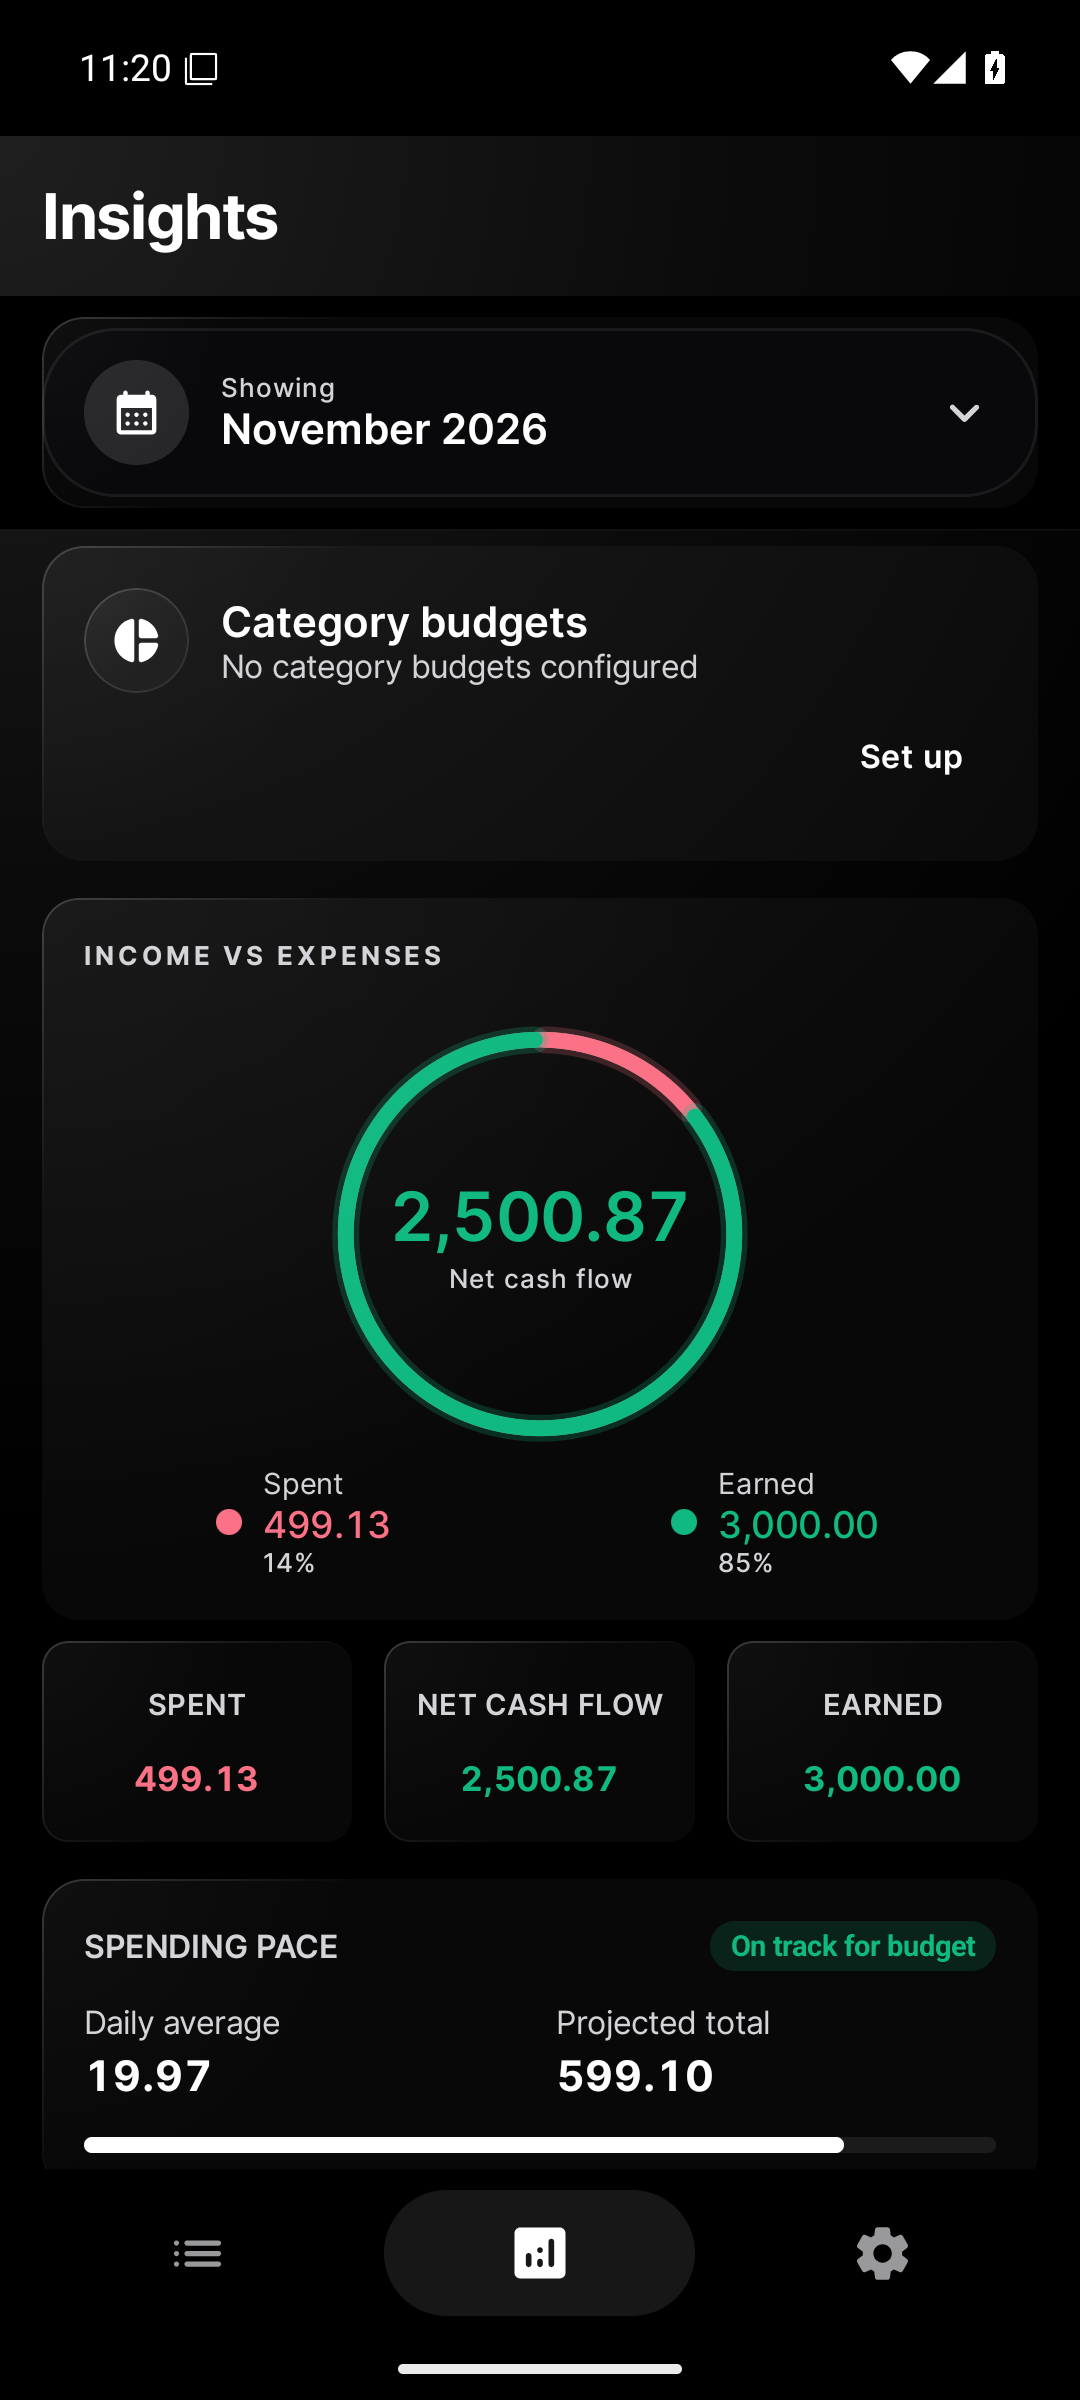 11:20
Insights
Showing
November 2026
Category budgets
No category budgets configured
Set up
INCOME VS EXPENSES
2,500.87
Net cash flow
Spent
499.13
14%
Earned
3,000.00
85%
SPENT
499.13
NET CASH FLOW
2,500.87
EARNED
3,000.00
SPENDING PACE
On track for budget
Daily average
19.97
Projected total
599.10